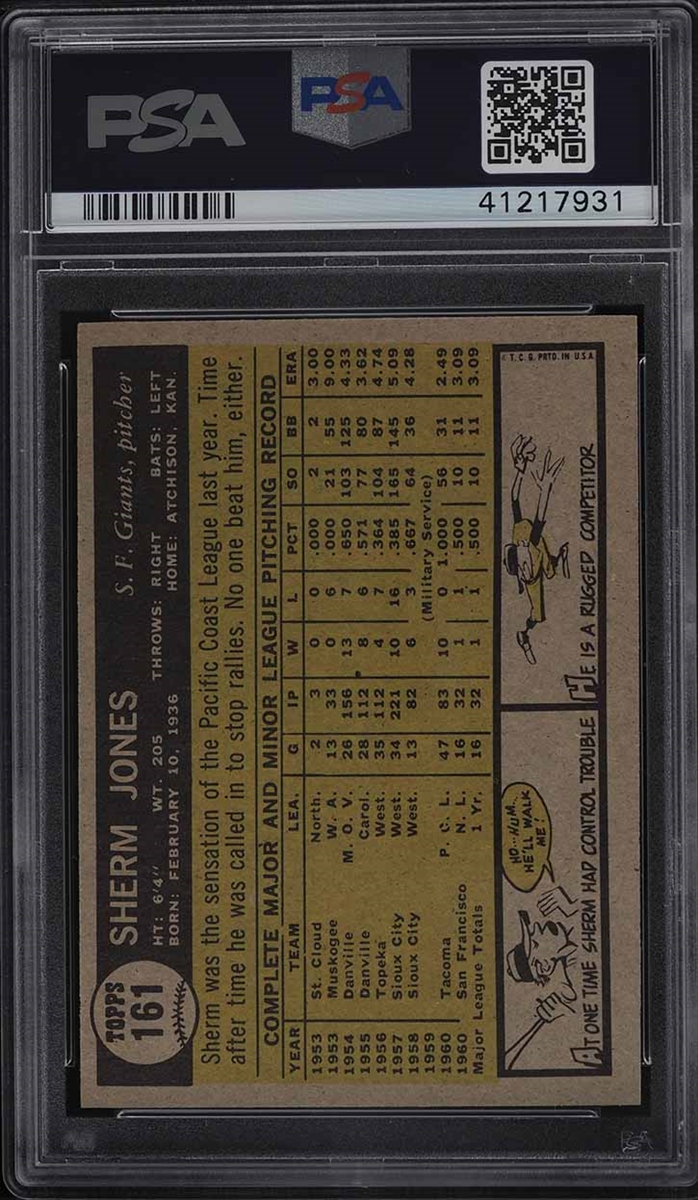 PSA
PSA
41217931
TOPPS
161
SHERM JONES
S. F. Giants, pitcher
HT: 6'4" WT. 205 THROWS: RIGHT BATS: LEFT
BORN: FEBRUARY 10, 1936 HOME: ATCHISON, KAN.
Sherm was the sensation of the Pacific Coast League last year. Time
after time he was called in to stop rallies. No one beat him, either.
COMPLETE MAJOR AND MINOR LEAGUE PITCHING RECORD
YEAR TEAM LEA. G IP W L PCT SO BB ERA
1953 St. Cloud North. 2 3 0 0 .000 2 2 3.00
1953 Muskogee W. A. 13 33 0 6 .000 21 55 9.00
1954 Danville M. O. V. 26 156 13 7 .650 103 125 4.33
1955 Danville Carol. 28 112 8 6 .571 77 80 3.62
1956 Topeka West. 35 112 4 7 .364 104 87 4.74
1957 Sioux City West. 34 221 10 16 .385 165 145 5.09
1958 Sioux City West. 13 82 6 3 .667 64 36 4.28
1959 (Military Service)
1960 Tacoma P. C. L. 47 83 10 0 1.000 56 31 2.49
1960 San Francisco N. L. 16 32 1 1 .500 10 11 3.09
Major League Totals 1 Yr. 16 32 1 1 .500 10 11 3.09
HO...HUM..
HE'LL WALK
ME!
AT ONE TIME SHERM HAD CONTROL TROUBLE
© T. C. G. PRTD. IN U.S.A.
HE IS A RUGGED COMPETITOR